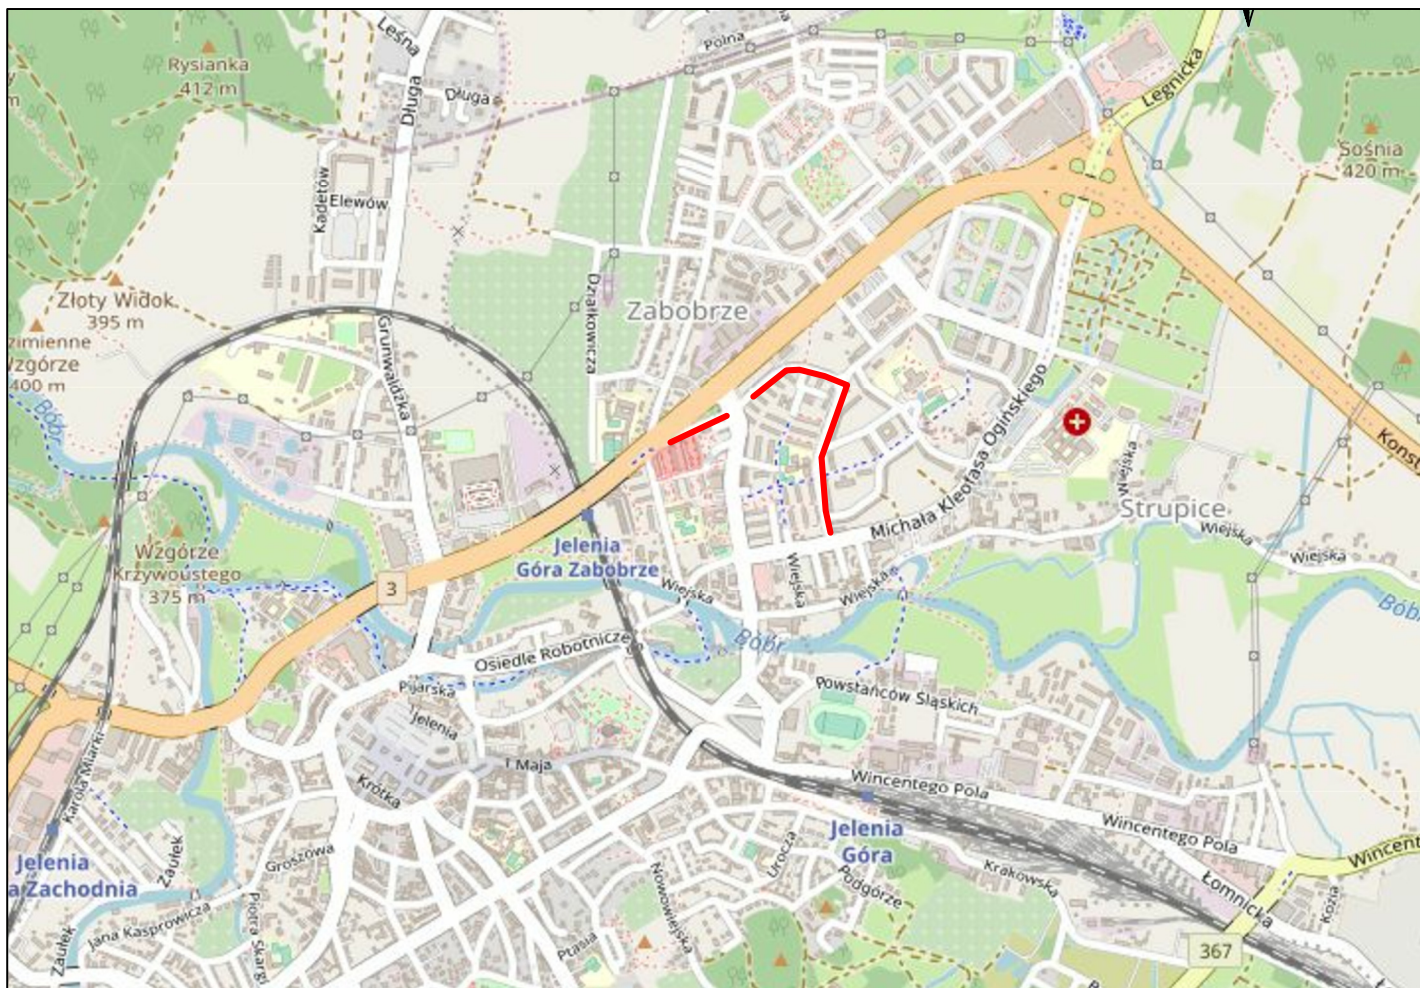 Leśna
Polna
Rysianka
412 m
Długa
Długa
Legnicka
Sośnia
420 m
Kadetów
Elewów
Złoty Widok
395 m
Działkowicza
Zabobrze
Grunwaldzka
zimienne
Wzgórze
400 m
Bóbr
Michała Kleofasa Ogińskiego
Konst
Wiejska
Strupice
Wiejska
Wiejska
Wzgórze
Krzywoustego
375 m
Jelenia
Góra Zabobrze
3
Wiejska
Wiejska
Wiejska
Bóbr
Bóbr
Osiedle Robotnicze
Pijarska
Jelenia
Powstańców Śląskich
1 Maja
Karola Miarki
Krótka
Wincentego Pola
Wincentego Pola
Wincent
Jelenia
a Zachodnia
Zaułek
Groszowa
Jelenia
Góra
Urocza
Podgórze
Krakowska
Łomnicka
Kozia
Nowowiejska
Jana Kasprowicza
Piotra Skargi
Zaułek
Ptasia
367